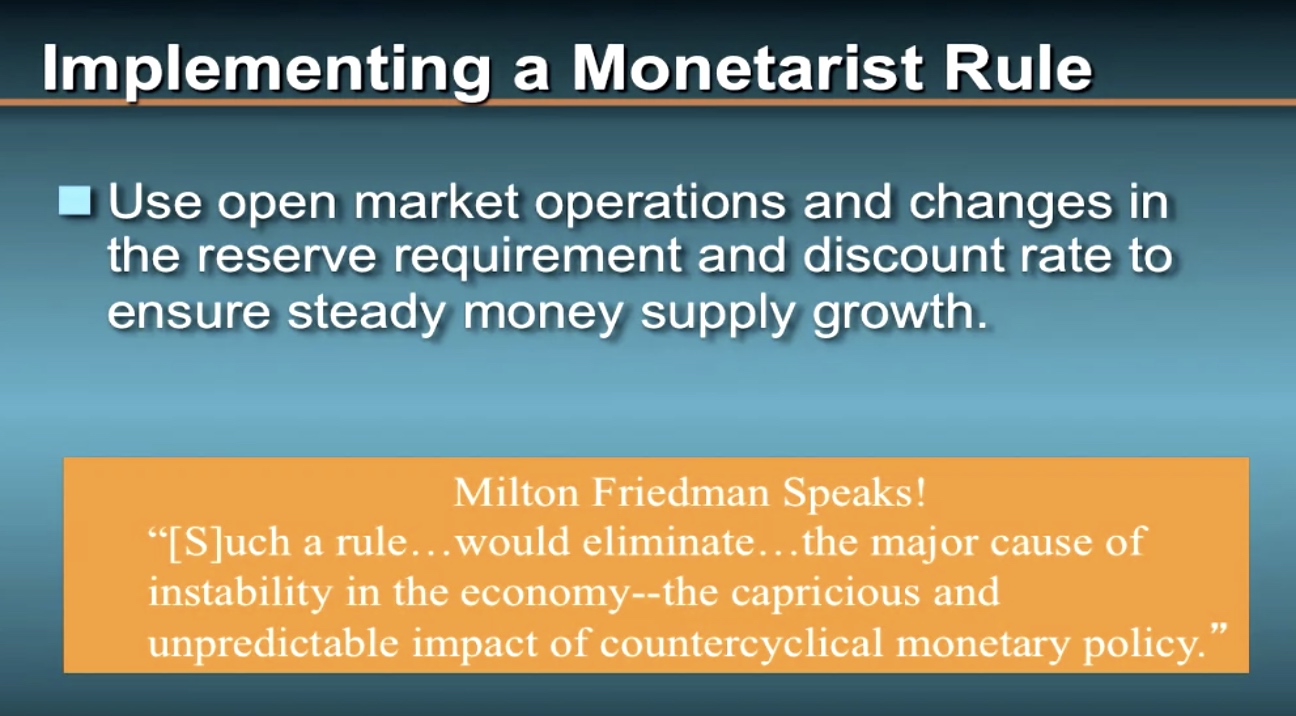 Implementing a Monetarist Rule
Use open market operations and changes in
the reserve requirement and discount rate to
ensure steady money supply growth.
Milton Friedman Speaks!
“[S]uch a rule…would eliminate…the major cause of
instability in the economy--the capricious and
unpredictable impact of countercyclical monetary policy.”